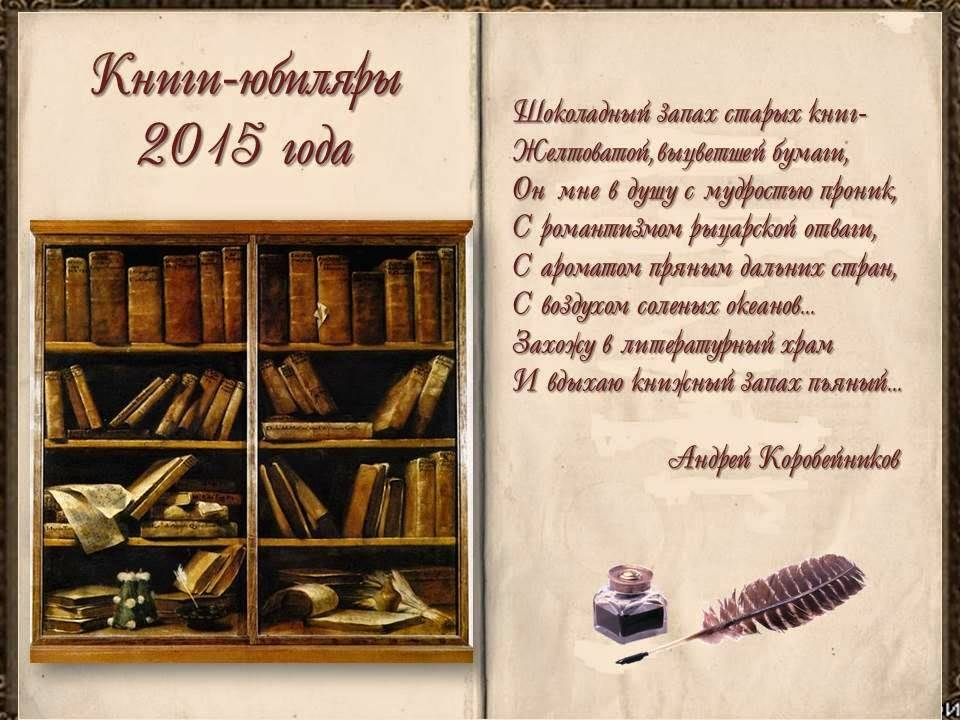 Книги-юбиляры
2015 года
Шоколадный запах старых книг-
Желтоватой, выцветшей бумаги,
Он мне в душу с мудростью проник,
С романтизмом рыцарской отваги,
С ароматом пряным дальних стран,
С воздухом соленых океанов...
Захожу в литературный храм
И вдыхаю книжный запах пьяный...
Андрей Коробейников